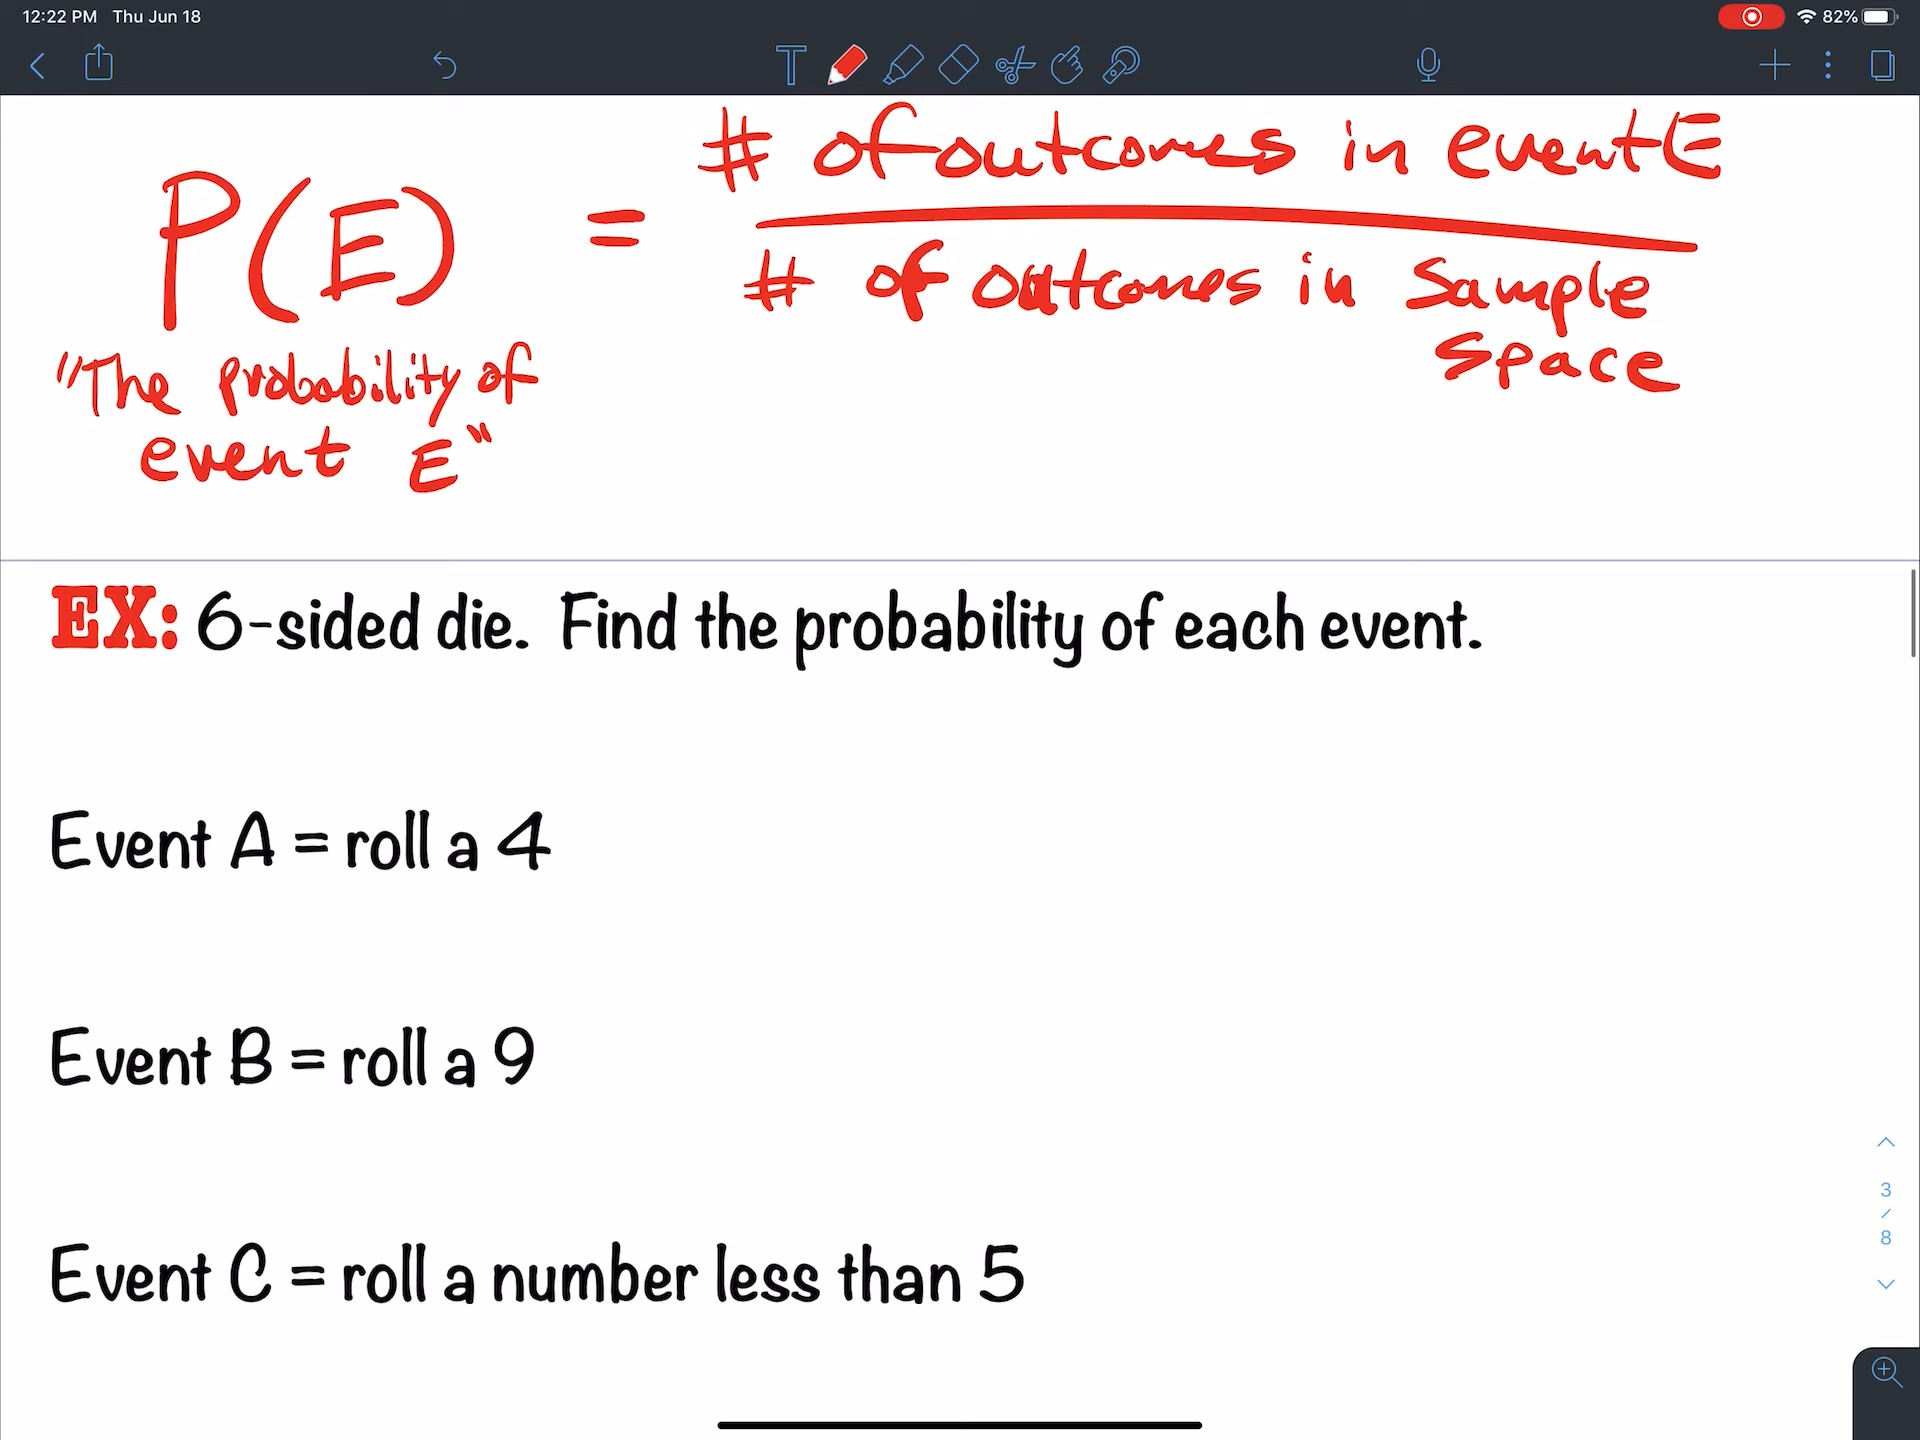 12:22 PM Thu Jun 18
82%
# of outcomes in event E
P(E) =
# of outcomes in Sample
space
"The probability of
event E"
EX: 6-sided die. Find the probability of each event.
Event A = roll a 4
Event B = roll a 9
3
/
8
Event C = roll a number less than 5